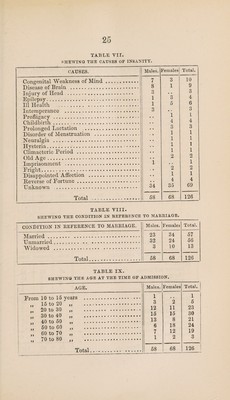 25
TABLE VII.
SHEWING THE CAUSES OF INSANITY.
CAUSES. Males. Females Total.
Congenital Weakness of Mind 7 3 10
Disease of Brain 8 1 9
Injury of Head 3 .. 3
Epilepsy 1 3 4
Ill Health 1 5 6
Intemperance 3 .. 3
Profligacy .. 1 1
Childbirth .. 4 4
Prolonged Lactation .. 3 3
Disorder of Menstruation .. 1 1
Neuralgia .. 1 1
Hysteria .. 1 1
Climacteric Period .. 1 1
Old Age .. 2 2
Imprisonment 1 .. 1
Fright .. 2 2
Disappointed Affection .. 1 1
Reverse of Fortune .. 4 4
Unknown 34 35 69
Total 58 68 126
TABLE VIII.
SHEWING THE CONDITION IN REFERENCE TO MARRIAGE.
CONDITION IN REFERENCE TO MARRIAGE. Males. Females Total.
Married 23 34 57
Unmarried 32 24 56
Widowed 3 10 13
Total 58 68 126
TABLE IX.
SHEWING THE AGE AT THE TIME OF ADMISSION.
AGE. Males. Females Total.
From 10 to 15 years 1 .. 1
„ 15 to 20 „ 3 2 5
„ 20 to 30 „ 12 11 23
„ 30 to 40 „ 15 15 30
„ 40 to 50 „ 13 8 21
„ 50 to 60 „ 6 18 24
„ 60 to 70 „ 7 12 19
„ 70 to 80 „ 1 2 3
Total 58 68 126